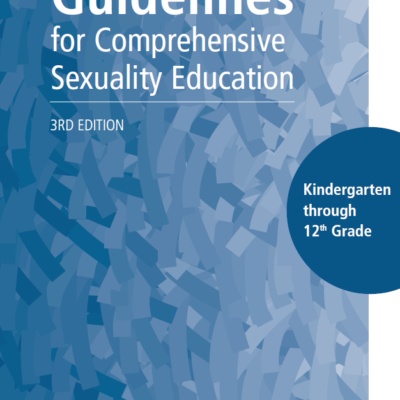 Guidelines
for Comprehensive
Sexuality Education
3RD EDITION
Kindergarten
through
12th Grade